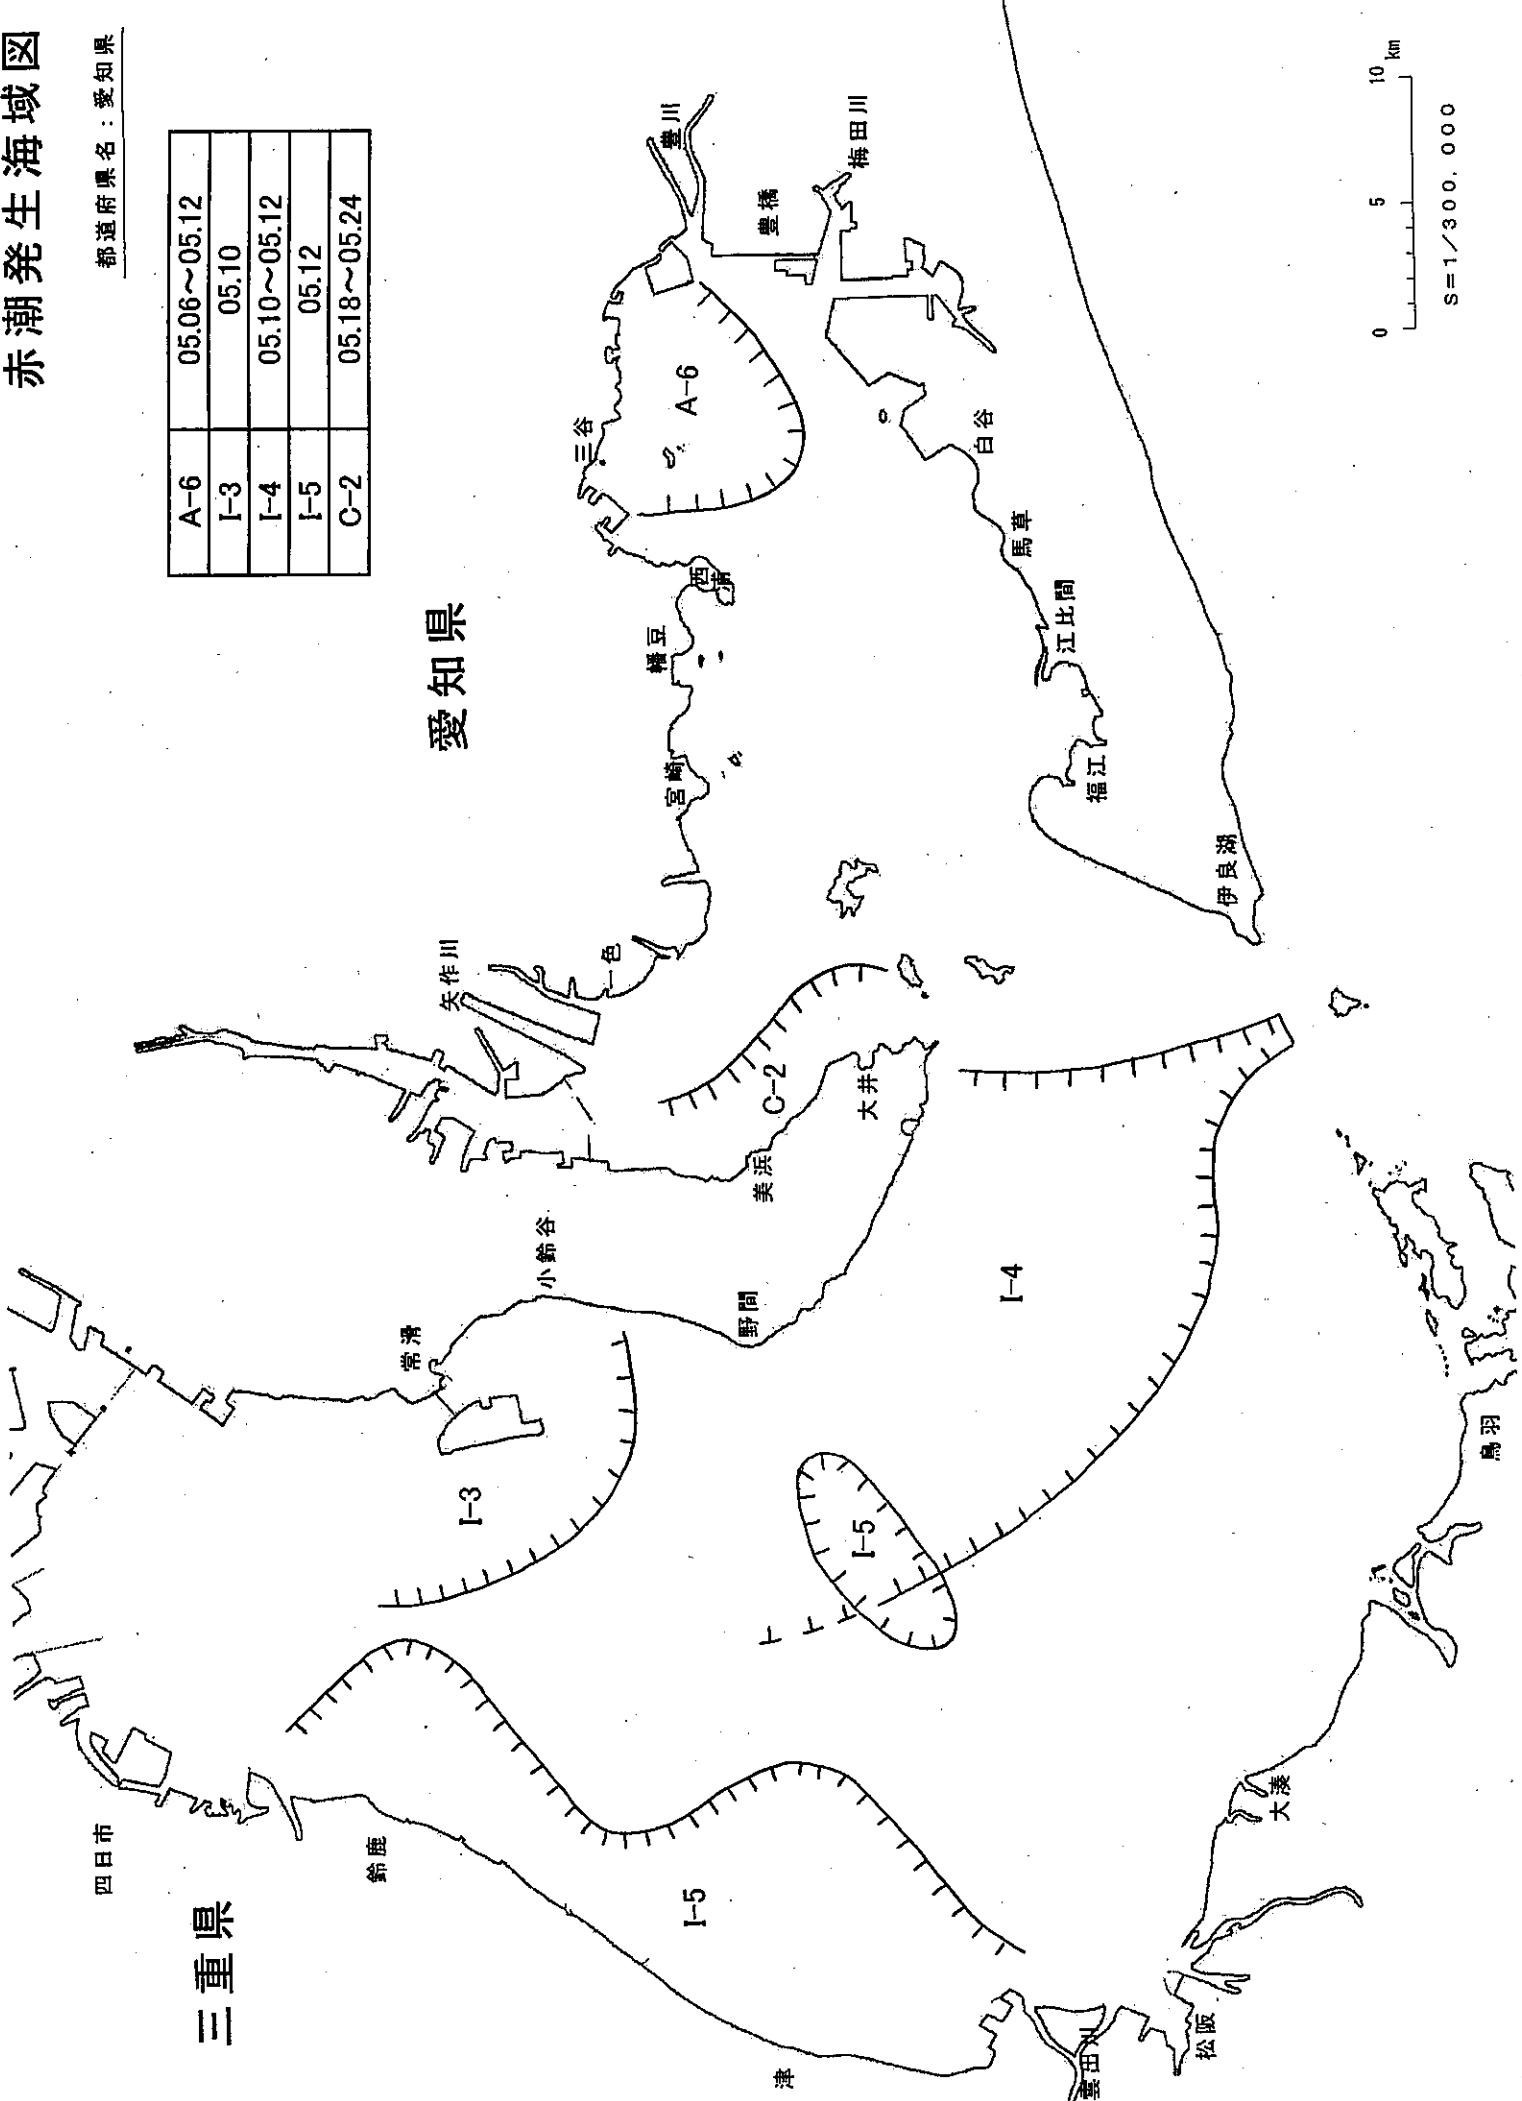 赤潮発生海域図
都道府県名：愛知県
A-6 05.06～05.12
I-3 05.10
I-4 05.10～05.12
I-5 05.12
C-2 05.18～05.24
三重県
愛知県
四日市
鈴鹿
津
雲出川
松阪
大湊
鳥羽
常滑
小鈴谷
野間
美浜
大井
矢作川
一色
宮崎
幡豆
西浦
三谷
豊川
豊橋
梅田川
白谷
馬草
江比間
福江
伊良湖
I-3
I-5
I-5
I-4
C-2
A-6
0 5 10 km
S=1/300,000